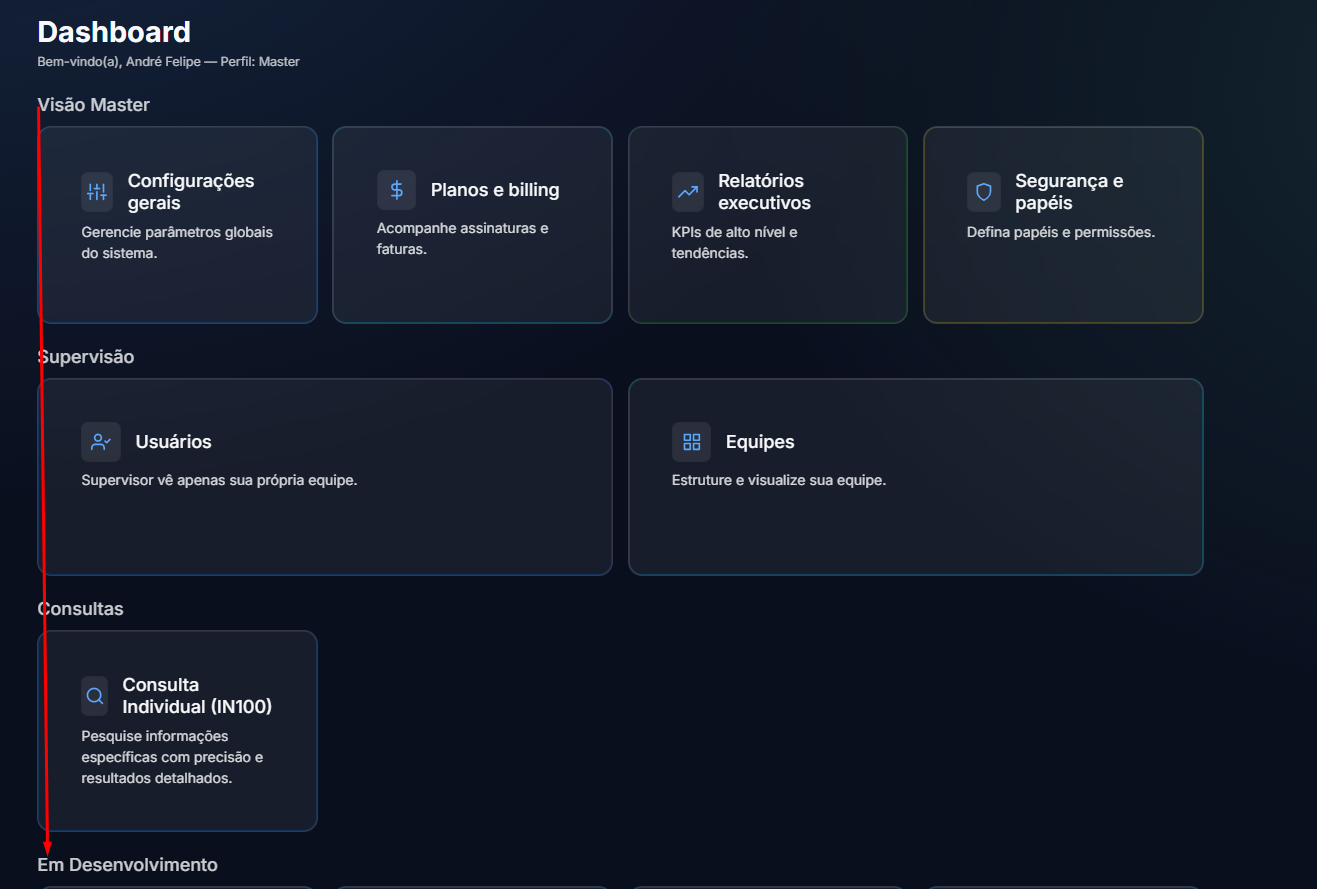 Dashboard
Bem-vindo(a), André Felipe — Perfil: Master
Visão Master
Configurações
gerais
Gerencie parâmetros globais
do sistema.
Planos e billing
Acompanhe assinaturas e
faturas.
Relatórios
executivos
KPIs de alto nível e
tendências.
Segurança e
papéis
Defina papéis e permissões.
Supervisão
Usuários
Supervisor vê apenas sua própria equipe.
Equipes
Estruture e visualize sua equipe.
Consultas
Consulta
Individual (IN100)
Pesquise informações
específicas com precisão e
resultados detalhados.
Em Desenvolvimento